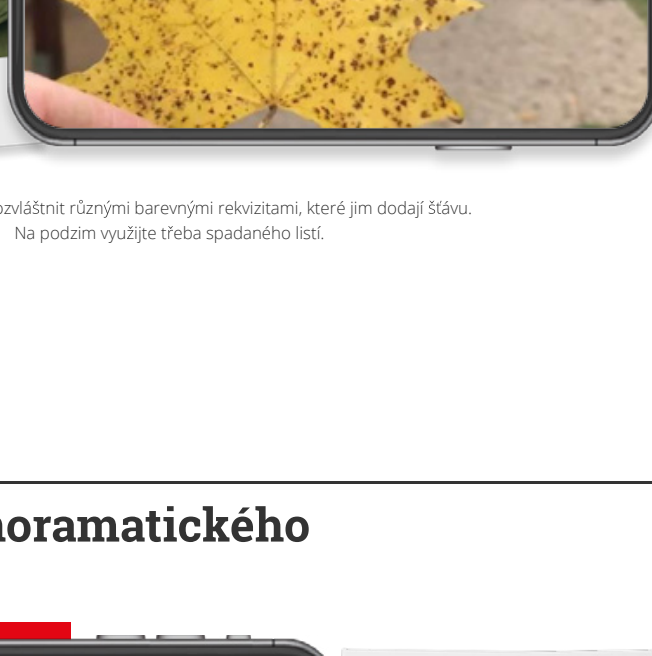 ozvláštnit různými barevnými rekvizitami, které jim dodají šťávu.
Na podzim využijte třeba spadaného listí.
noramatického